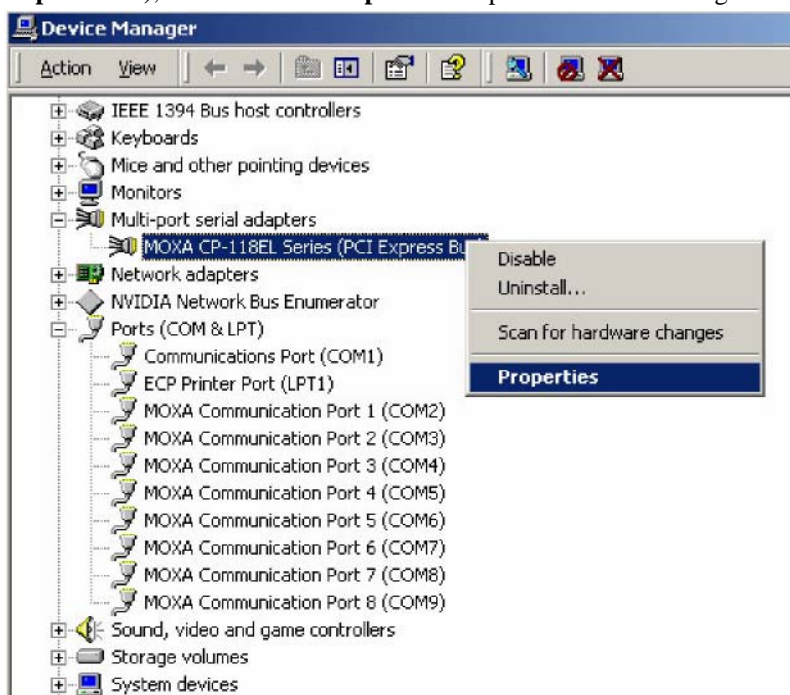 Device Manager
Action View
IEEE 1394 Bus host controllers
Keyboards
Mice and other pointing devices
Monitors
Multi-port serial adapters
MOXA CP-118EL Series (PCI Express Bu
Disable
Uninstall...
Scan for hardware changes
Properties
Network adapters
NVIDIA Network Bus Enumerator
Ports (COM & LPT)
Communications Port (COM1)
ECP Printer Port (LPT1)
MOXA Communication Port 1 (COM2)
MOXA Communication Port 2 (COM3)
MOXA Communication Port 3 (COM4)
MOXA Communication Port 4 (COM5)
MOXA Communication Port 5 (COM6)
MOXA Communication Port 6 (COM7)
MOXA Communication Port 7 (COM8)
MOXA Communication Port 8 (COM9)
Sound, video and game controllers
Storage volumes
System devices